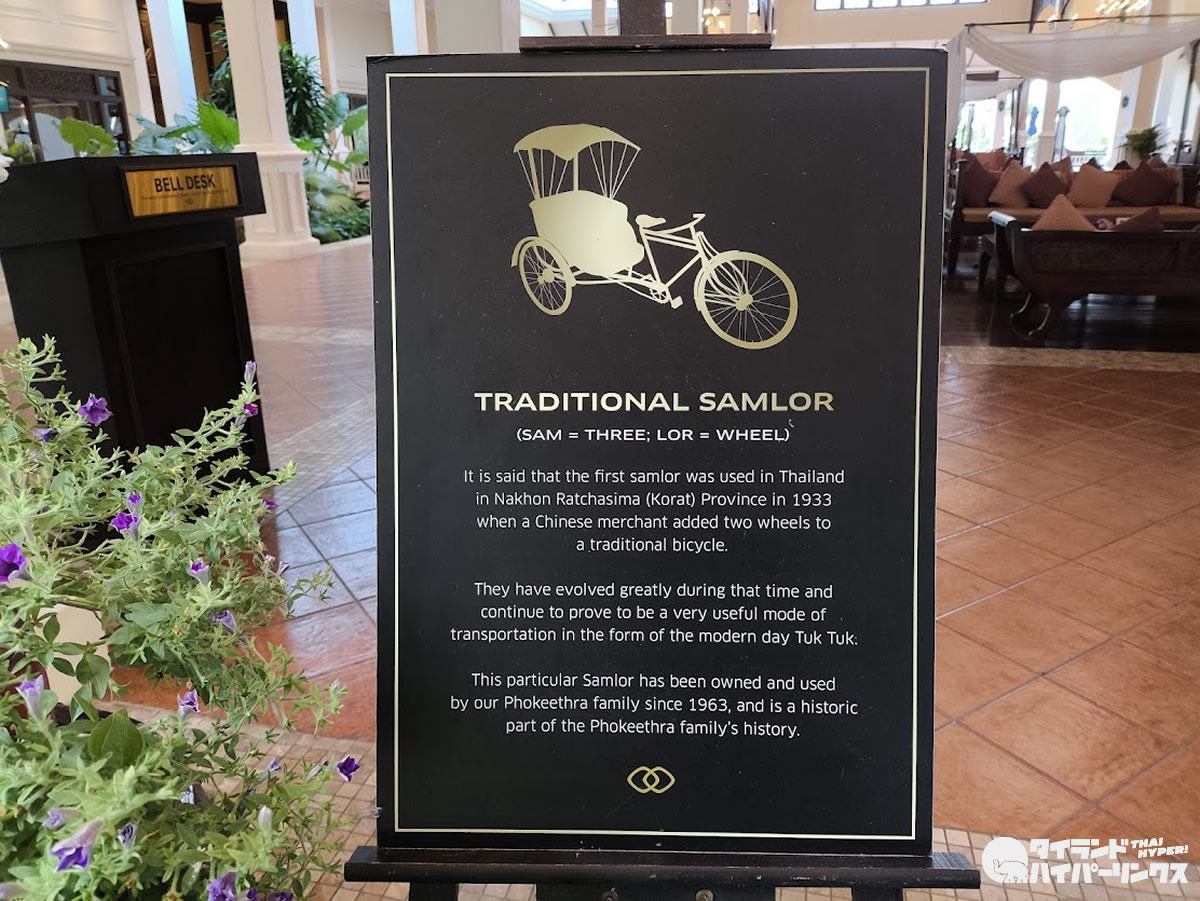 BELL DESK
TRADITIONAL SAMLOR
(SAM = THREE; LOR = WHEEL)
It is said that the first samlor was used in Thailand
in Nakhon Ratchasima (Korat) Province in 1933
when a Chinese merchant added two wheels to
a traditional bicycle.
They have evolved greatly during that time and
continue to prove to be a very useful mode of
transportation in the form of the modern day Tuk Tuk.
This particular Samlor has been owned and used
by our Phokeethra family since 1963, and is a historic
part of the Phokeethra family's history.
タイランド THAI HYPER!
ハイパーリンクス